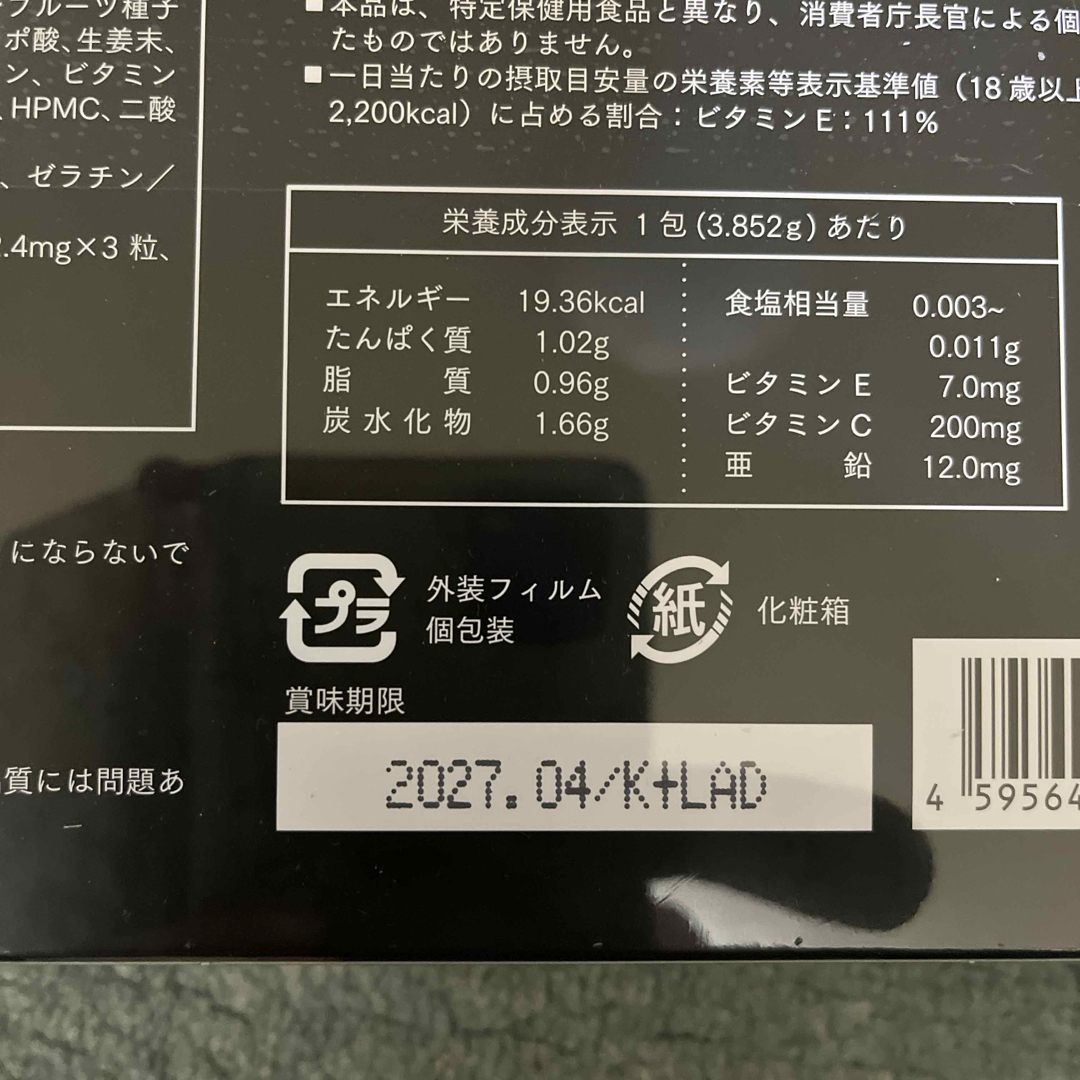 フルーツ種子
ポ酸、生姜末、
ン、ビタミン
、HPMC、二酸
、ゼラチン／
.4mg×3 粒、
にならないで
質には問題あ
■本品は、特定保健用食品と異なり、消費者庁長官による個
たものではありません。
■一日当たりの摂取目安量の栄養素等表示基準値（18歳以上
2,200kcal）に占める割合：ビタミンE：111%
栄養成分表示 1包(3.852g)あたり
エネルギー 19.36kcal
たんぱく質 1.02g
脂質 0.96g
炭水化物 1.66g
食塩相当量 0.003~
0.011g
ビタミンE 7.0mg
ビタミンC 200mg
亜鉛 12.0mg
プラ
外装フィルム
個包装
紙
化粧箱
賞味期限
2027.04/K+LAD
4 59564